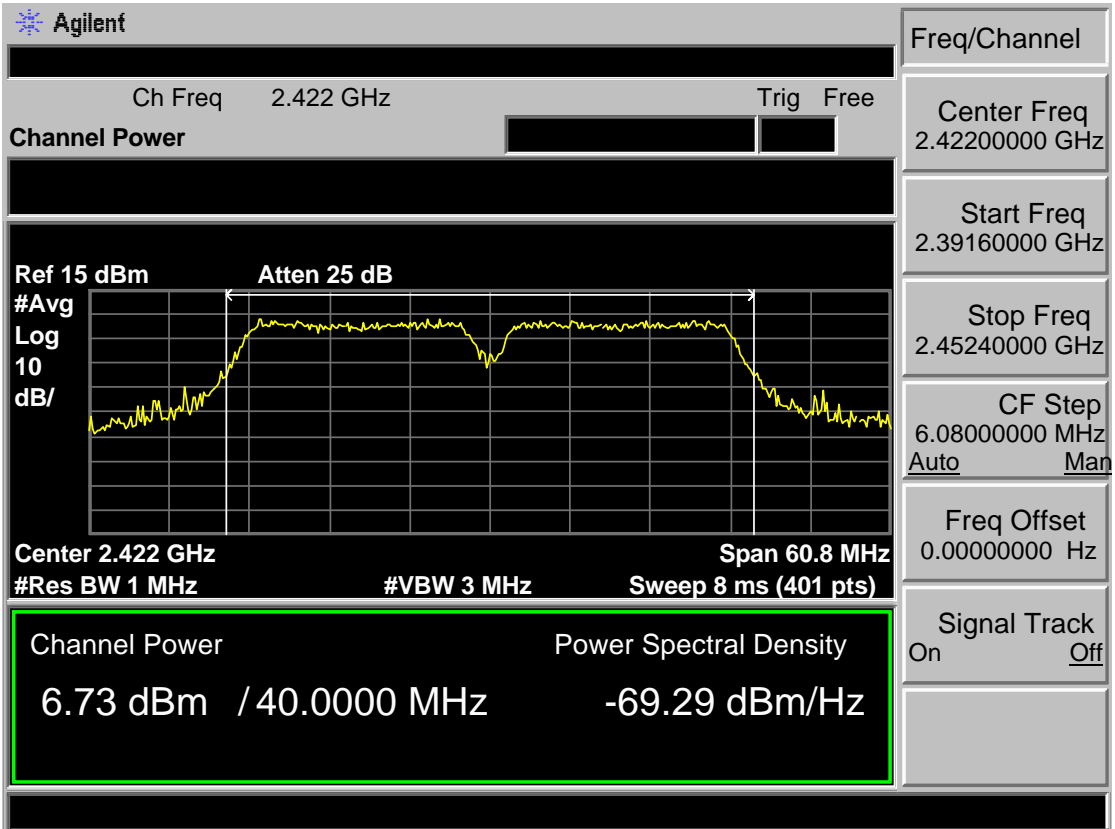 Agilent
Ch Freq 2.422 GHz Trig Free
Channel Power
Ref 15 dBm Atten 25 dB
#Avg
Log
10
dB/
Center 2.422 GHz Span 60.8 MHz
#Res BW 1 MHz #VBW 3 MHz Sweep 8 ms (401 pts)
Channel Power Power Spectral Density
6.73 dBm / 40.0000 MHz -69.29 dBm/Hz
Freq/Channel
Center Freq
2.42200000 GHz
Start Freq
2.39160000 GHz
Stop Freq
2.45240000 GHz
CF Step
6.08000000 MHz
Auto Man
Freq Offset
0.00000000 Hz
Signal Track
On Off